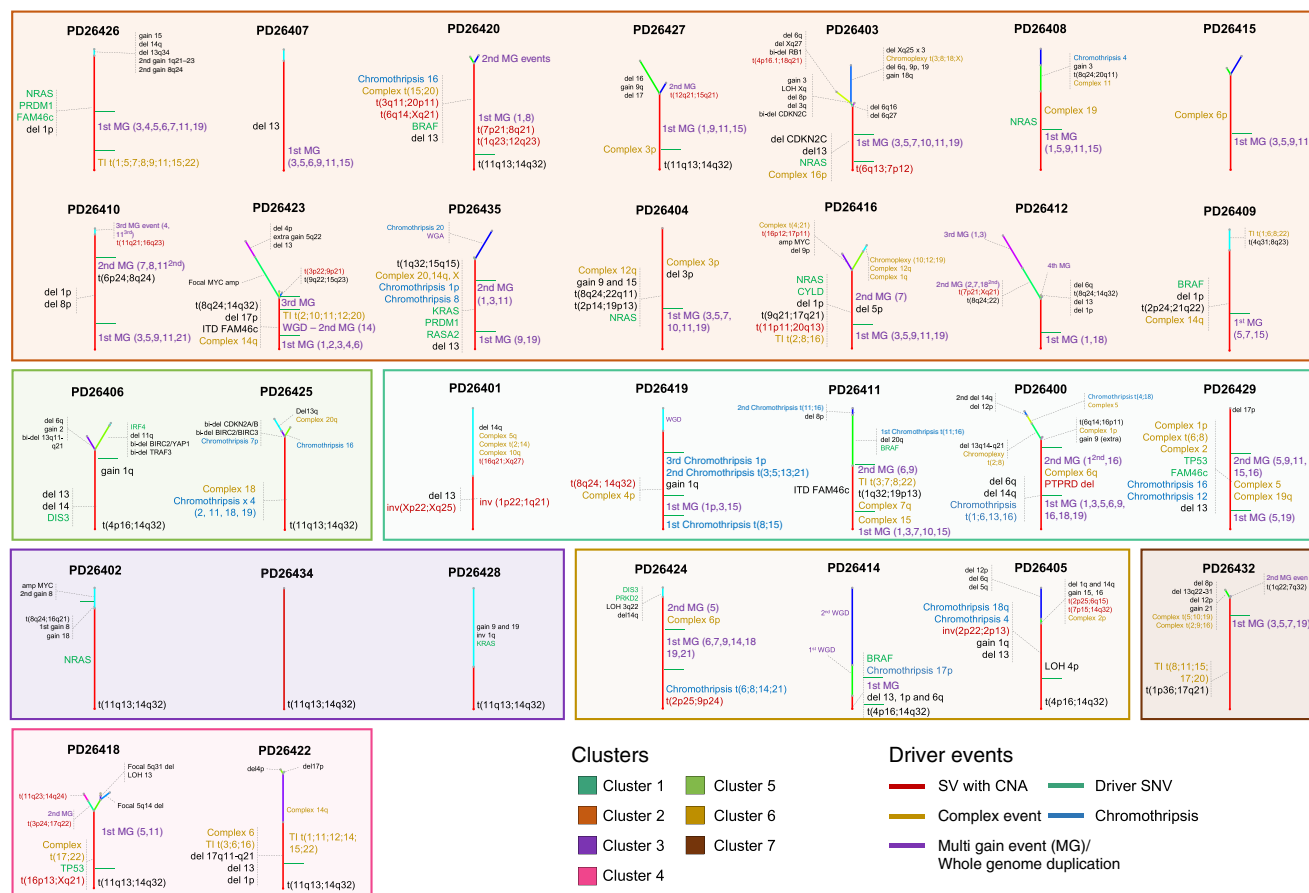 PD26426
gain 15
del 14q
del 13q34
2nd gain 1q21–23
2nd gain 8q24
NRAS
PRDM1
FAM46c
del 1p
1st MG (3,4,5,6,7,11,19)
TI t(1;5;7;8;9;11;15;22)
PD26407
del 13
1st MG
(3,5,6,9,11,15)
PD26420
2nd MG events
Chromothripsis 16
Complex t(15;20)
t(3q11;20p11)
t(6q14;Xq21)
BRAF
del 13
1st MG (1,8)
t(7p21;8q21)
t(1q23;12q23)
t(11q13;14q32)
PD26427
del 16
gain 9q
del 17
2nd MG
t(12q21;15q21)
1st MG (1,9,11,15)
Complex 3p
t(11q13;14q32)
PD26403
del 6q
del Xq27
bi-del RB1
t(4p16.1;18q21)
gain 3
LOH Xq
del 8p
del 3q
bi-del CDKN2C
del Xq25 x 3
Chromoplexy t(3;8;18;X)
del 6q, 9p, 19
gain 18q
del 6q16
del 6q27
del CDKN2C
del13
NRAS
Complex 16p
1st MG (3,5,7,10,11,19)
t(6q13;7p12)
PD26408
Chromothripsis 4
gain 3
t(8q24;20q11)
Complex 11
Complex 19
NRAS
1st MG
(1,5,9,11,15)
PD26415
Complex 6p
1st MG (3,5,9,11
PD26410
3rd MG event (4,
11³ʳᵈ)
t(11q21;16q23)
2nd MG (7,8,11²ⁿᵈ)
t(6p24;8q24)
del 1p
del 8p
1st MG (3,5,9,11,21)
PD26423
del 4p
extra gain 5q22
del 13
Focal MYC amp
t(3p22;9p21)
t(9q22;15q23)
t(8q24;14q32)
del 17p
ITD FAM46c
Complex 14q
3rd MG
TI t(2;10;11;12;20)
WGD – 2nd MG (14)
1st MG (1,2,3,4,6)
PD26435
Chromothripsis 20
WGA
t(1q32;15q15)
Complex 20,14q, X
Chromothripsis 1p
Chromothripsis 8
KRAS
PRDM1
RASA2
del 13
2nd MG
(1,3,11)
1st MG (9,19)
PD26404
Complex 12q
gain 9 and 15
t(8q24;22q11)
t(2p14;19p13)
NRAS
Complex 3p
del 3p
1st MG (3,5,7,
10,11,19)
PD26416
Complex t(4;21)
t(16p12;17p11)
amp MYC
del 9p
Chromoplexy (10;12,19)
Complex 12q
Complex 1q
NRAS
CYLD
del 1p
t(9q21;17q21)
t(11p11;20q13)
TI t(2;8;16)
2nd MG (7)
del 5p
1st MG (3,5,9,11,19)
PD26412
3rd MG (1,3)
4th MG
2nd MG (2,7,18²ⁿᵈ)
t(7p21;Xq21)
t(8q24;22)
del 6q
t(8q24;14q32)
del 13
del 1p
1st MG (1,18)
PD26409
TI t(1;6;8;22)
t(4q31;8q23)
BRAF
del 1p
t(2p24;21q22)
Complex 14q
1ˢᵗ MG
(5,7,15)
PD26406
del 6q
gain 2
bi-del 13q11-
q21
IRF4
del 11q
bi-del BIRC2/YAP1
bi-del TRAF3
gain 1q
del 13
del 14
DIS3
t(4p16;14q32)
PD26425
bi-del CDKN2A/B
bi-del BIRC2/BIRC3
Chromothripsis 7p
Del13q
Complex 20q
Chromothripsis 16
Complex 18
Chromothripsis x 4
(2, 11, 18, 19)
t(11q13;14q32)
PD26401
del 14q
Complex 5q
Complex t(2;14)
Complex 10q
t(16q21;Xq27)
del 13
inv(Xp22;Xq25)
inv (1p22;1q21)
PD26419
WGD
3rd Chromothripsis 1p
2nd Chromothripsis t(3;5;13;21)
gain 1q
t(8q24; 14q32)
Complex 4p
1st MG (1p,3,15)
1st Chromothripsis t(8;15)
PD26411
2nd Chromothripsis t(11;16)
del 8p
1st Chromothripsis t(11;16)
del 20q
BRAF
ITD FAM46c
2nd MG (6,9)
TI t(3;7;8;22)
t(1q32;19p13)
Complex 7q
Complex 15
1st MG (1,3,7,10,15)
PD26400
2nd del 14q
del 12p
Chromothripsis t(4;18)
Complex 5
t(6q14;16p11)
Complex 1p
gain 9 (extra)
del 13q14-q21
Chromoplexy
t(2;8)
2nd MG (1²ⁿᵈ,16)
Complex 6q
PTPRD del
del 6q
del 14q
Chromothripsis
t(1;6,13,16)
1st MG (1,3,5,6,9,
16,18,19)
PD26429
del 17p
Complex 1p
Complex t(6;8)
Complex 2
TP53
FAM46c
Chromothripsis 16
Chromothripsis 12
del 13
2nd MG (5,9,11,
15,16)
Complex 5
Complex 19q
1st MG (5,19)
PD26402
amp MYC
2nd gain 8
t(8q24;16q21)
1st gain 8
gain 18
NRAS
t(11q13;14q32)
PD26434
t(11q13;14q32)
PD26428
gain 9 and 19
inv 1q
KRAS
t(11q13;14q32)
PD26424
DIS3
PRKD2
LOH 3q22
del14q
2nd MG (5)
Complex 6p
1st MG (6,7,9,14,18
19,21)
Chromothripsis t(6;8;14;21)
t(2p25;9p24)
PD26414
2ⁿᵈ WGD
1ˢᵗ WGD
BRAF
Chromothripsis 17p
1st MG
del 13, 1p and 6q
t(4p16;14q32)
PD26405
del 12p
del 6q
del 5q
del 1q and 14q
gain 15, 16
t(2p25;6q15)
t(7p15;14q32)
Complex 2p
Chromothripsis 18q
Chromothripsis 4
inv(2p22;2p13)
gain 1q
del 13
LOH 4p
t(4p16;14q32)
PD26432
del 8p
del 13q22-31
del 12p
gain 21
Complex t(5;10;19)
Complex t(2;9;16)
2nd MG even
t(1q22;7q32)
1st MG (3,5,7,19)
TI t(8;11;15;
17;20)
t(1p36;17q21)
PD26418
Focal 5q31 del
LOH 13
t(11q23;14q24)
Focal 5q14 del
2nd MG
t(3p24;17q22)
1st MG (5,11)
Complex
t(17;22)
TP53
t(16p13;Xq21)
t(11q13;14q32)
PD26422
del4p
del17p
Complex 14q
Complex 6
TI t(3;6;16)
del 17q11-q21
del 13
del 1p
TI t(1;11;12;14;
15;22)
t(11q13;14q32)
Clusters
Cluster 1
Cluster 2
Cluster 3
Cluster 4
Cluster 5
Cluster 6
Cluster 7
Driver events
SV with CNA
Complex event
Multi gain event (MG)/
Whole genome duplication
Driver SNV
Chromothripsis